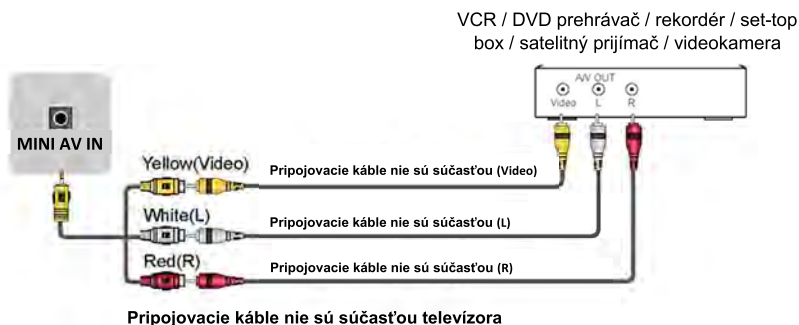 VCR / DVD prehrávač / rekordér / set-top
box / satelitný prijímač / videokamera
A/V OUT
Video L R
MINI AV IN
Yellow(Video)
Pripojovacie káble nie sú súčasťou (Video)
White(L)
Pripojovacie káble nie sú súčasťou (L)
Red(R)
Pripojovacie káble nie sú súčasťou (R)
Pripojovacie káble nie sú súčasťou televízora